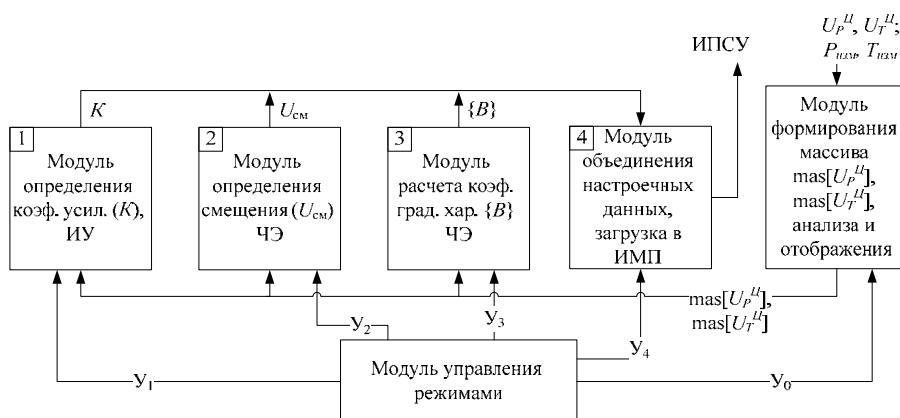 U_P^Ц, U_T^Ц;
P_изм, T_изм
ИПСУ
K
U_см
{B}
1
Модуль
определения
коэф. усил. (K),
ИУ
2
Модуль
определения
смещения (U_см)
ЧЭ
3
Модуль
расчета коэф.
град. хар. {B}
ЧЭ
4
Модуль
объединения
настроечных
данных,
загрузка в
ИМП
Модуль
формирования
массива
mas[U_P^Ц],
mas[U_T^Ц],
анализа и
отображения
mas[U_P^Ц],
mas[U_T^Ц]
У_2
У_3
У_4
У_1
Модуль управления
режимами
У_0